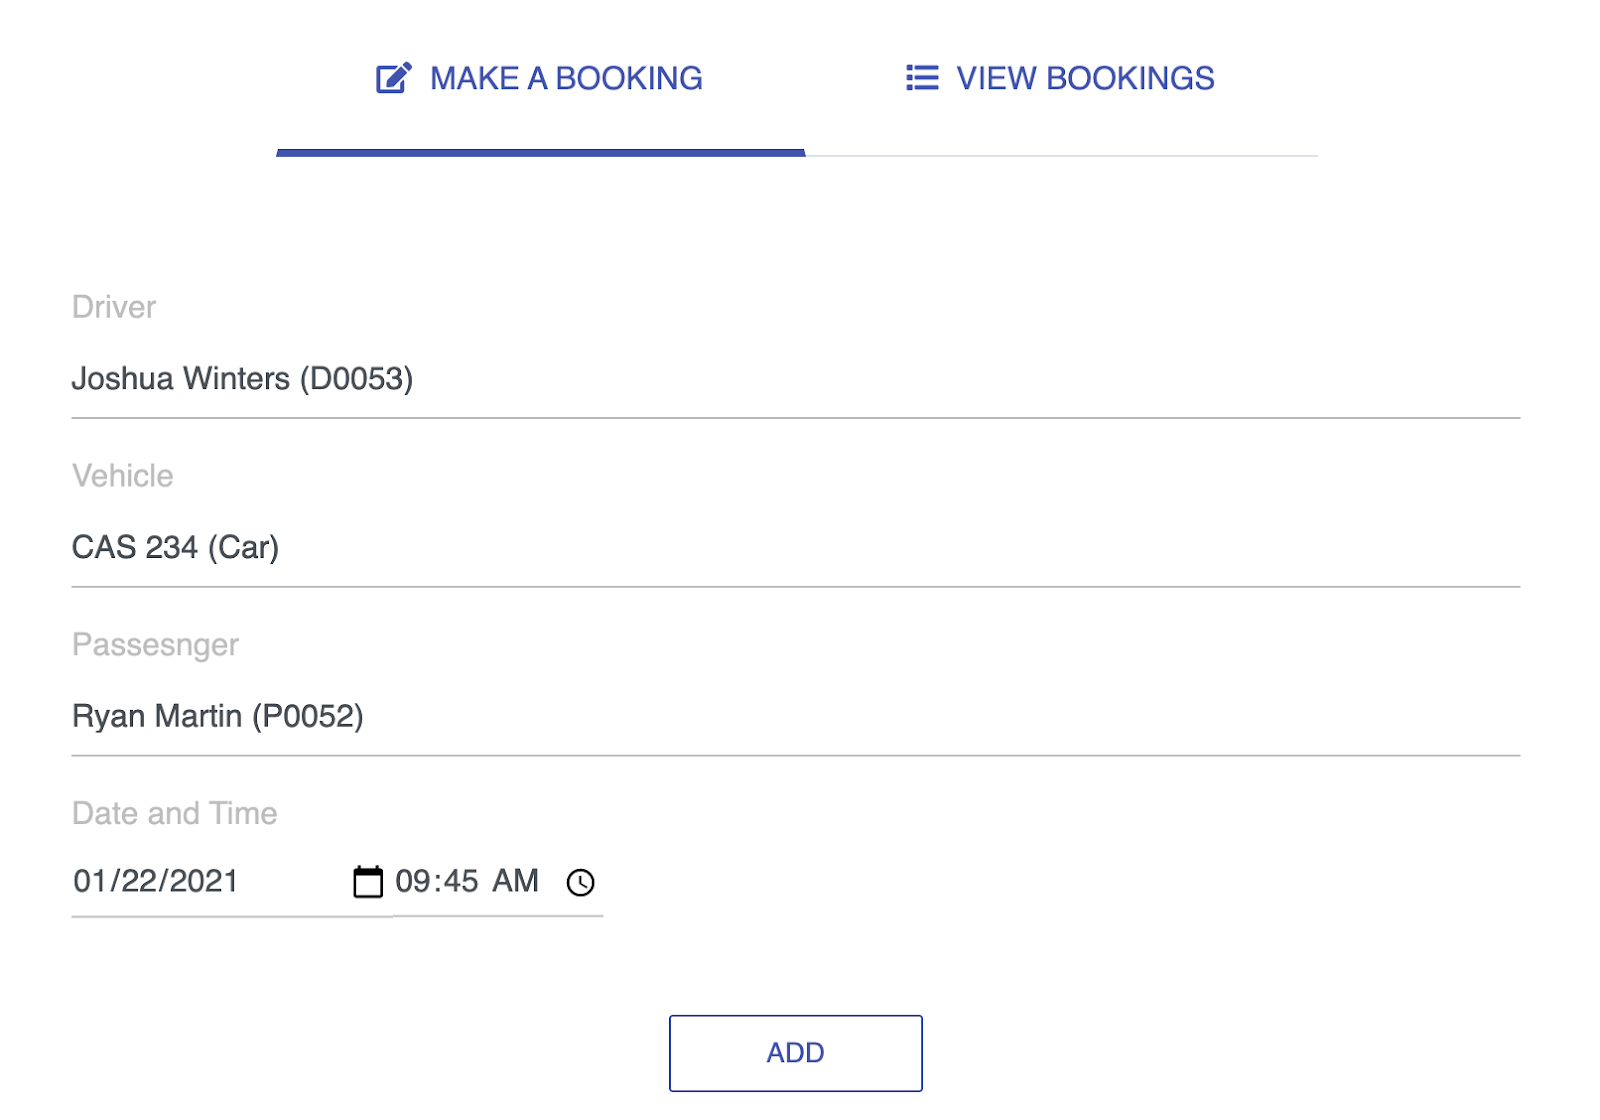 MAKE A BOOKING VIEW BOOKINGS
Driver
Joshua Winters (D0053)
Vehicle
CAS 234 (Car)
Passesnger
Ryan Martin (P0052)
Date and Time
01/22/2021 09:45 AM
ADD